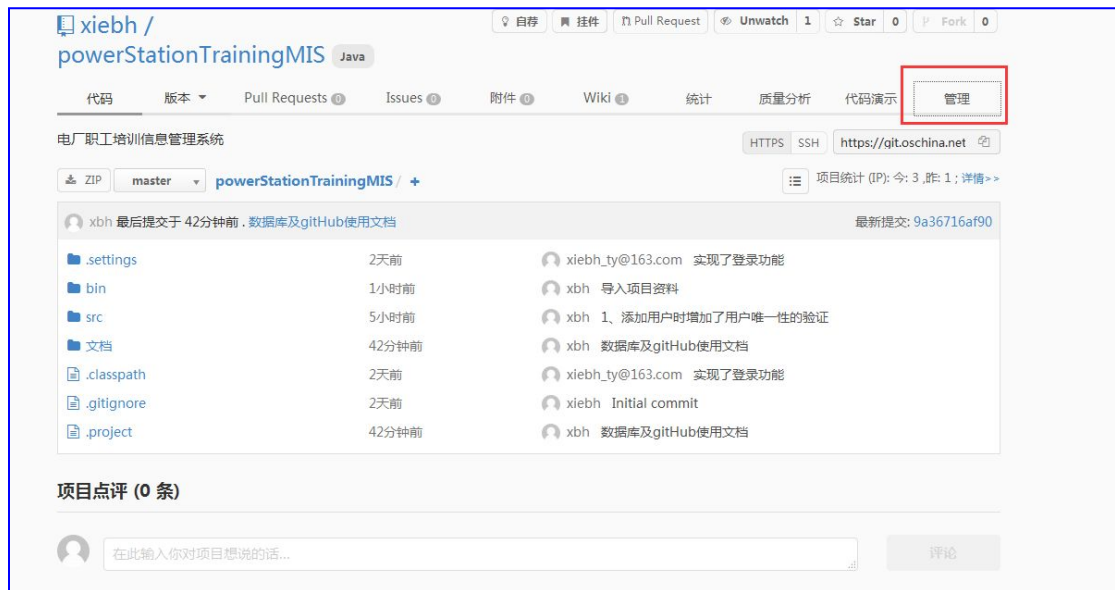 xiebh /
powerStationTrainingMIS Java
自荐 挂件 Pull Request Unwatch 1 Star 0 Fork 0
代码 版本 Pull Requests 0 Issues 0 附件 0 Wiki 1 统计 质量分析 代码演示 管理
电厂职工培训信息管理系统 HTTPS SSH https://git.oschina.net
ZIP master powerStationTrainingMIS / + 项目统计 (IP): 今: 3 ,昨: 1 ; 详情>>
xbh 最后提交于 42分钟前 . 数据库及gitHub使用文档 最新提交: 9a36716af90
.settings 2天前 xiebh_ty@163.com 实现了登录功能
bin 1小时前 xbh 导入项目资料
src 5小时前 xbh 1、添加用户时增加了用户唯一性的验证
文档 42分钟前 xbh 数据库及gitHub使用文档
.classpath 2天前 xiebh_ty@163.com 实现了登录功能
.gitignore 2天前 xiebh Initial commit
.project 42分钟前 xbh 数据库及gitHub使用文档
项目点评 (0 条)
在此输入你对项目想说的话... 评论